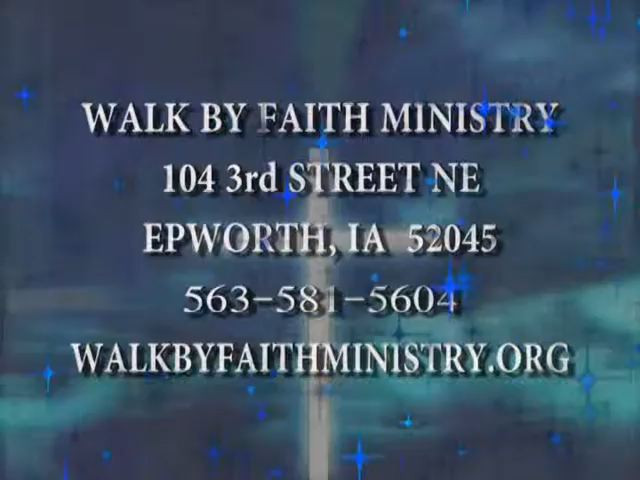 WALK BY FAITH MINISTRY
104 3rd STREET NE
EPWORTH, IA 52045
563-581-5604
WALKBYFAITHMINISTRY.ORG